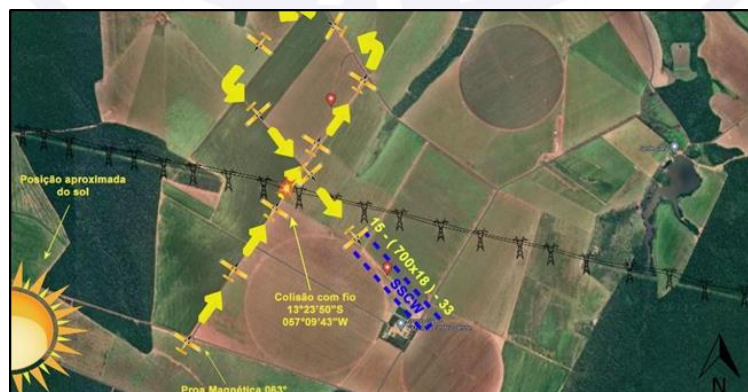 Posição aproximada
do sol
15 - ( 700x18 ) - 33
SSCW
Colisão com fio
13°23'50"S
057°09'43"W
Proa Magnética 063°
N